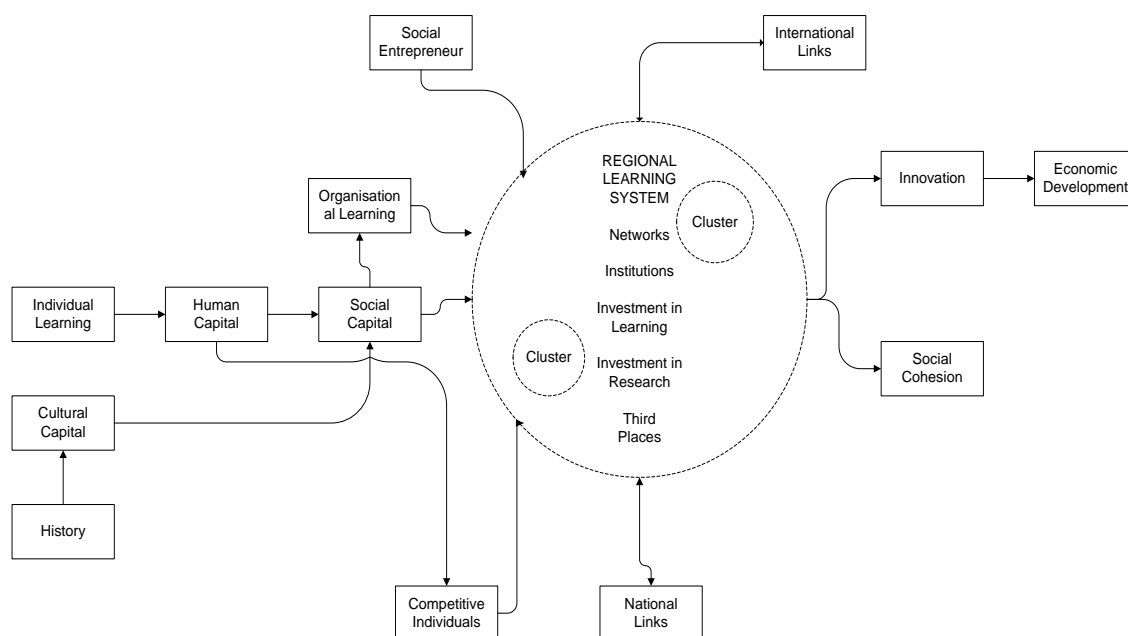 Social
Entrepreneur
International
Links
REGIONAL
LEARNING
SYSTEM
Cluster
Networks
Institutions
Investment in
Learning
Investment in
Research
Cluster
Third
Places
Innovation
Economic
Development
Organisation
al Learning
Individual
Learning
Human
Capital
Social
Capital
Social
Cohesion
Cultural
Capital
History
Competitive
Individuals
National
Links